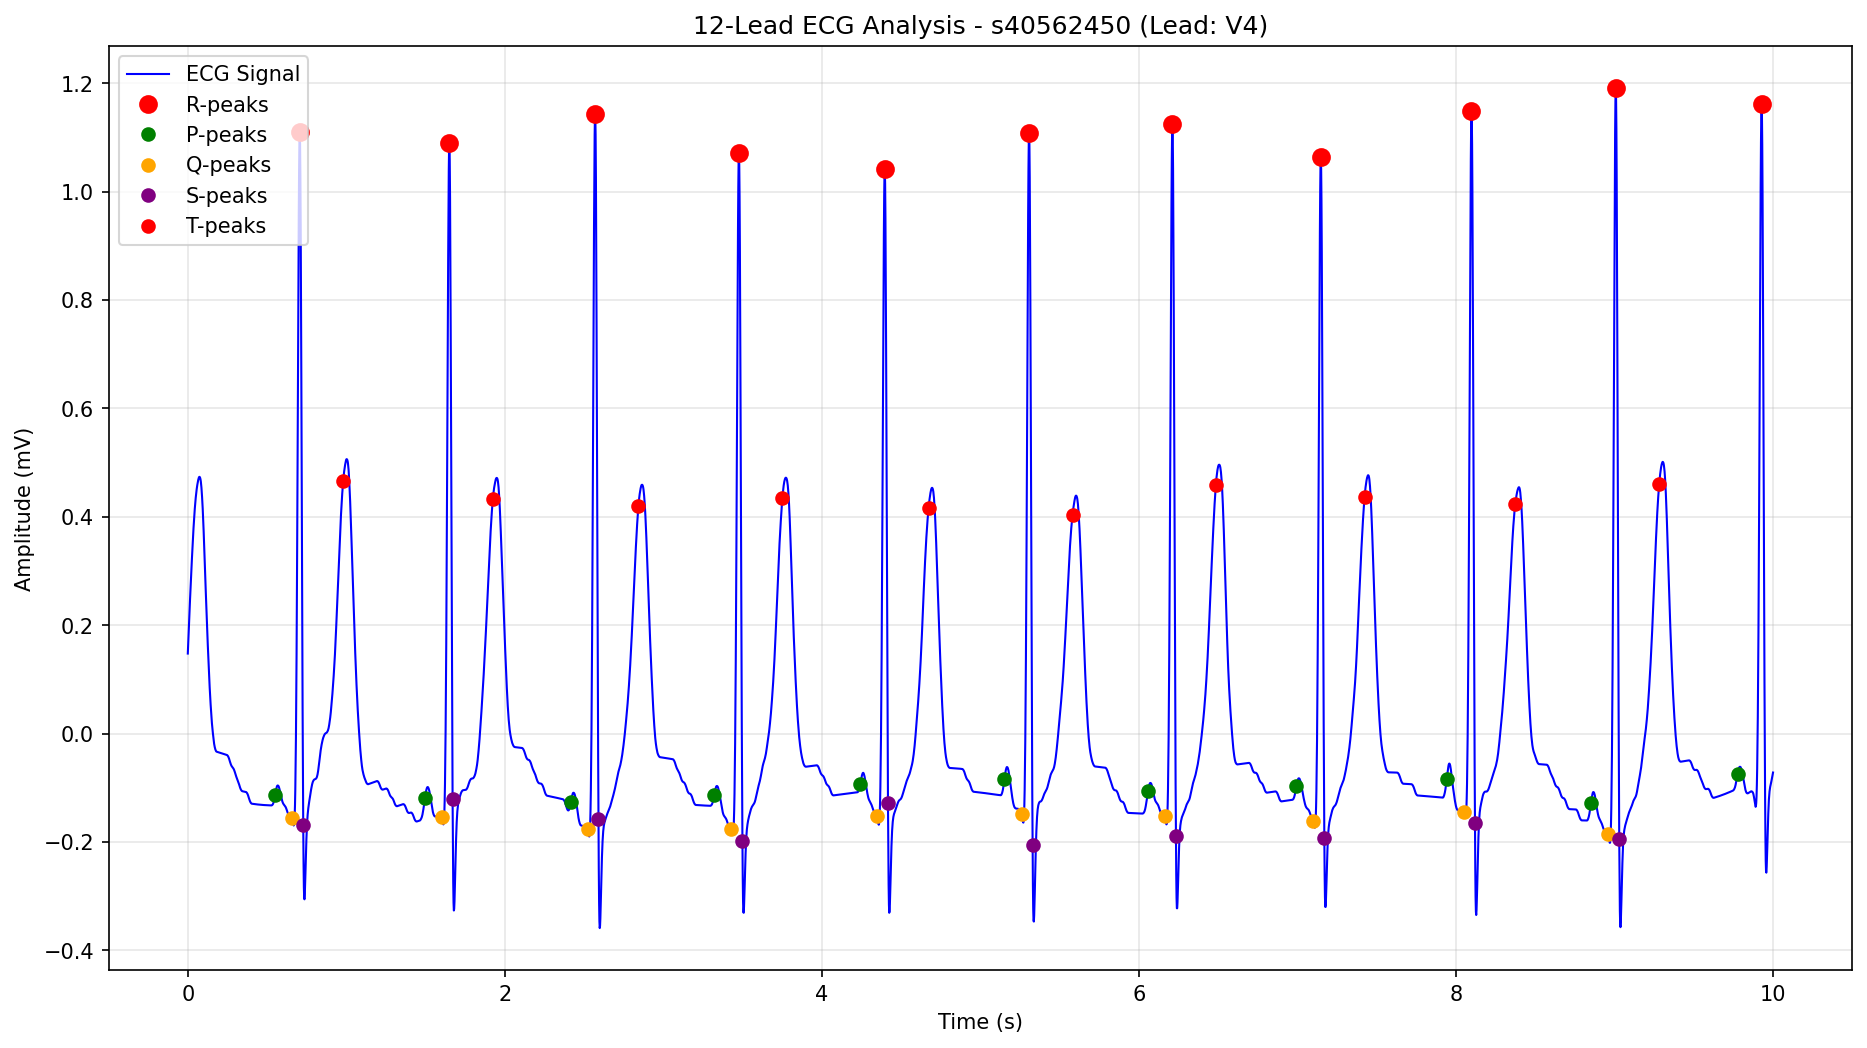 12-Lead ECG Analysis - s40562450 (Lead: V4)
ECG Signal
R-peaks
P-peaks
Q-peaks
S-peaks
T-peaks
Amplitude (mV)
1.2
1.0
0.8
0.6
0.4
0.2
0.0
−0.2
−0.4
0 2 4 6 8 10
Time (s)